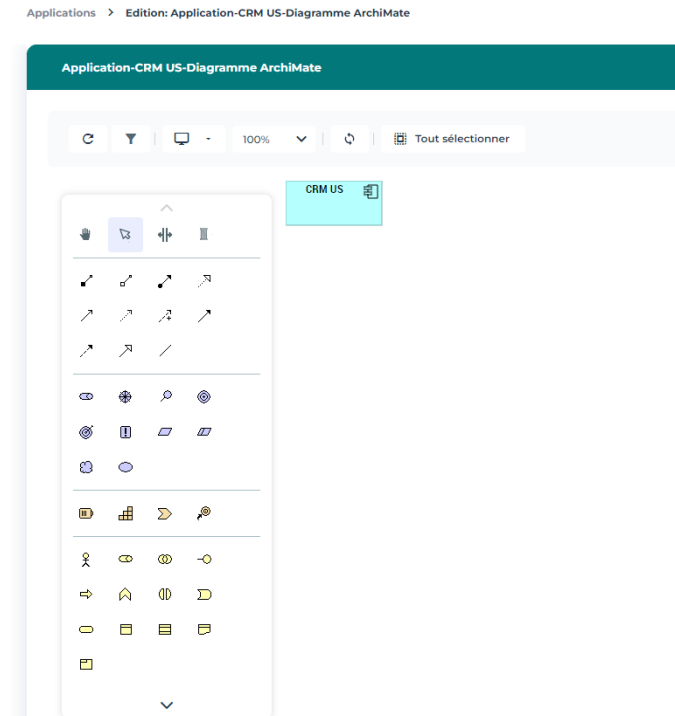 Applications > Edition: Application-CRM US-Diagramme ArchiMate
Application-CRM US-Diagramme ArchiMate
100%
Tout sélectionner
CRM US